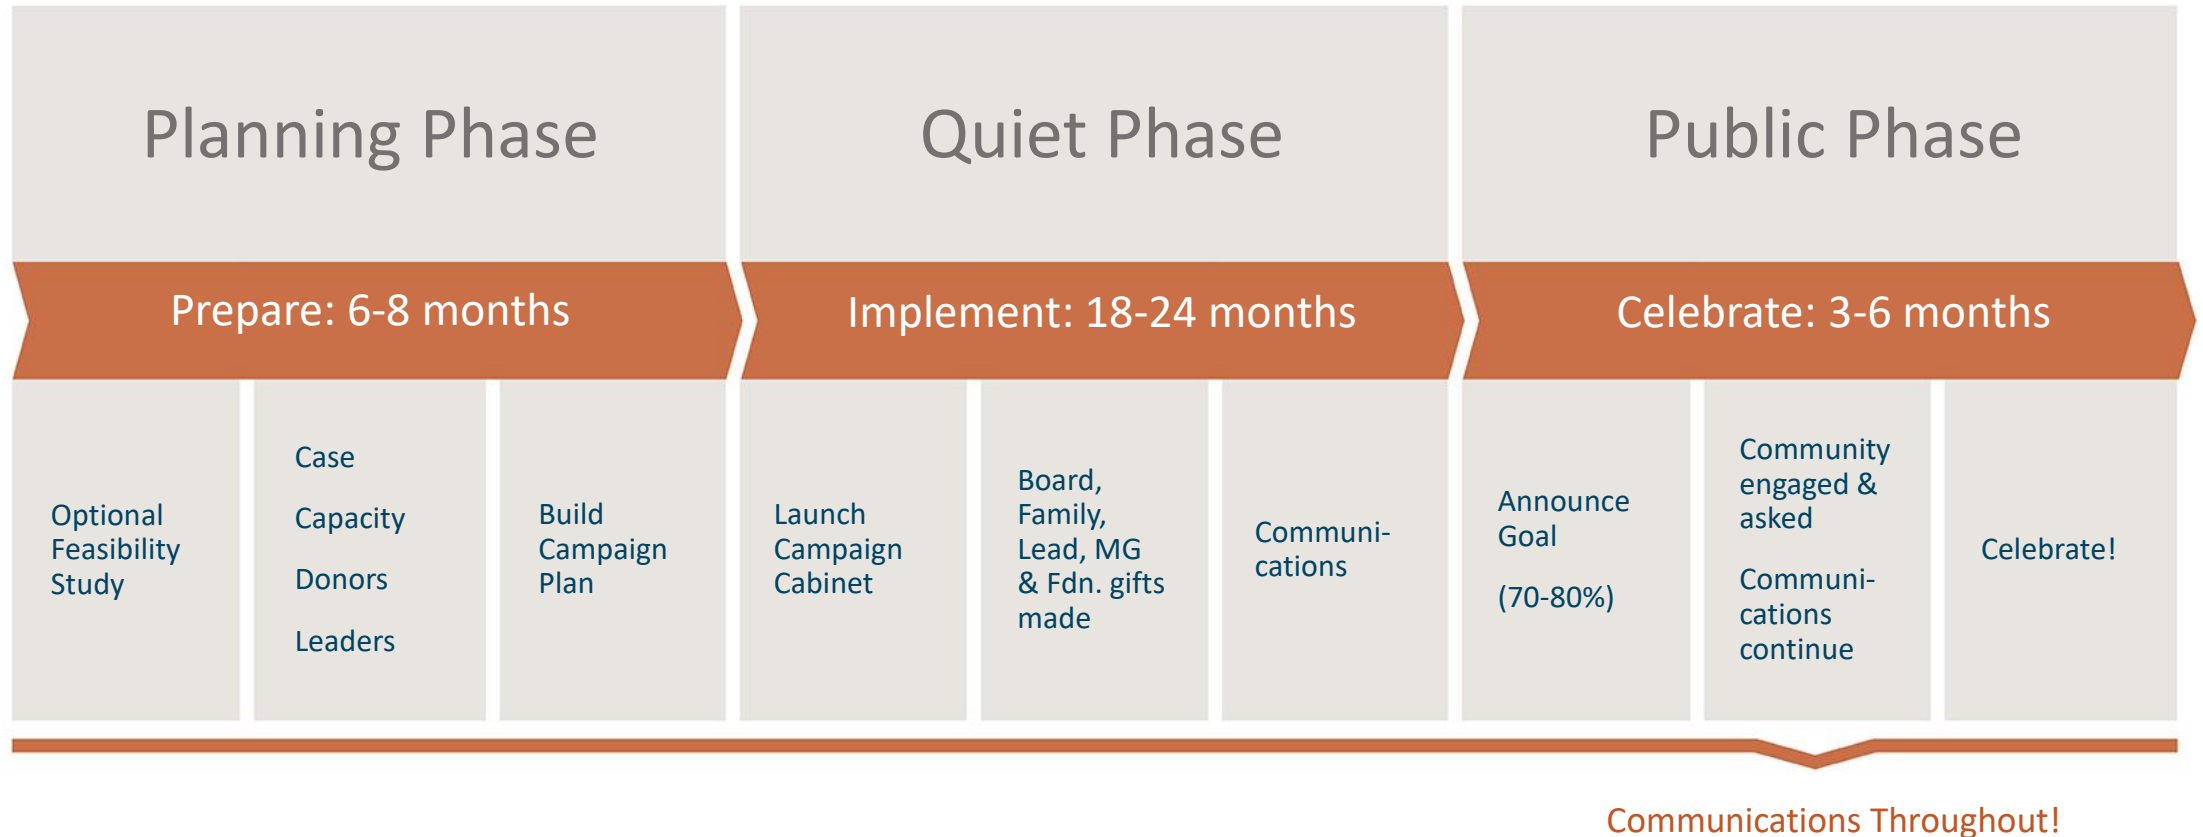 Planning Phase
Quiet Phase
Public Phase
Prepare: 6-8 months
Implement: 18-24 months
Celebrate: 3-6 months
Optional
Feasibility
Study
Case
Capacity
Donors
Leaders
Build
Campaign
Plan
Launch
Campaign
Cabinet
Board,
Family,
Lead, MG
& Fdn. gifts
made
Communi-
cations
Announce
Goal
(70-80%)
Community
engaged &
asked
Communi-
cations
continue
Celebrate!
Communications Throughout!